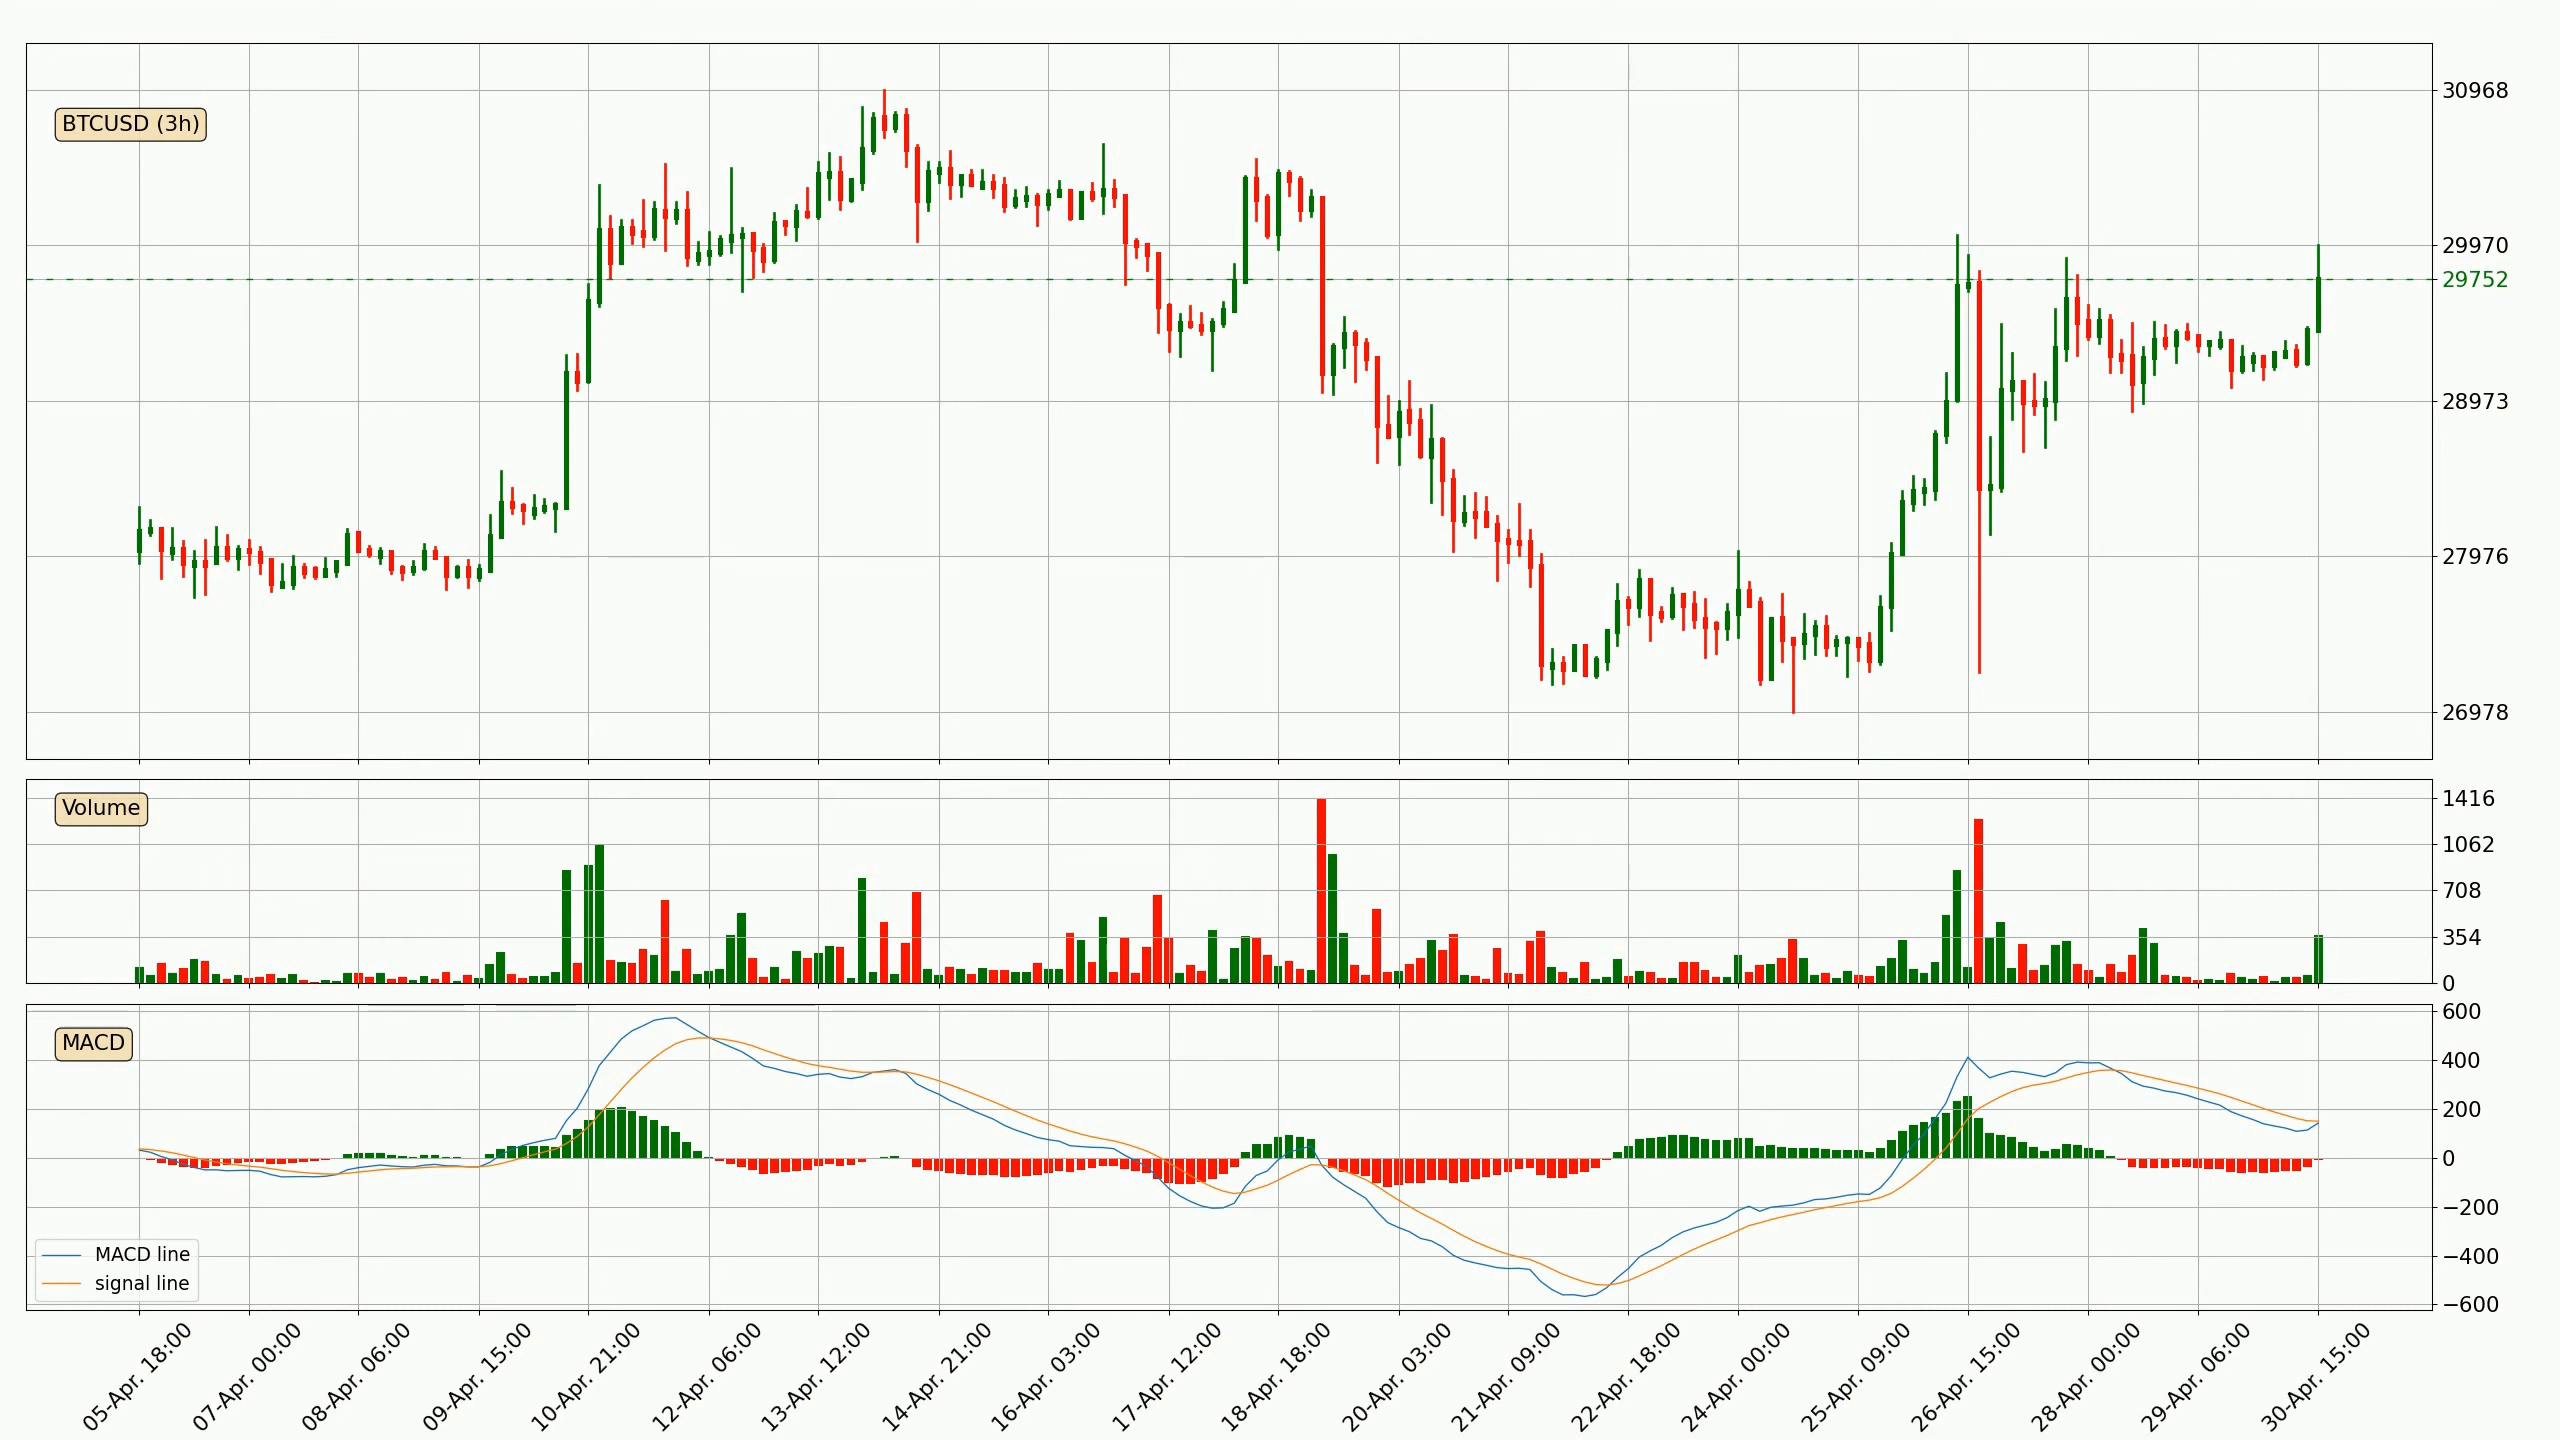 BTCUSD (3h)
30968
29970
29752
28973
27976
26978
Volume
1416
1062
708
354
0
MACD
600
400
200
0
−200
−400
−600
MACD line
signal line
05-Apr. 18:00
07-Apr. 00:00
08-Apr. 06:00
09-Apr. 15:00
10-Apr. 21:00
12-Apr. 06:00
13-Apr. 12:00
14-Apr. 21:00
16-Apr. 03:00
17-Apr. 12:00
18-Apr. 18:00
20-Apr. 03:00
21-Apr. 09:00
22-Apr. 18:00
24-Apr. 00:00
25-Apr. 09:00
26-Apr. 15:00
28-Apr. 00:00
29-Apr. 06:00
30-Apr. 15:00